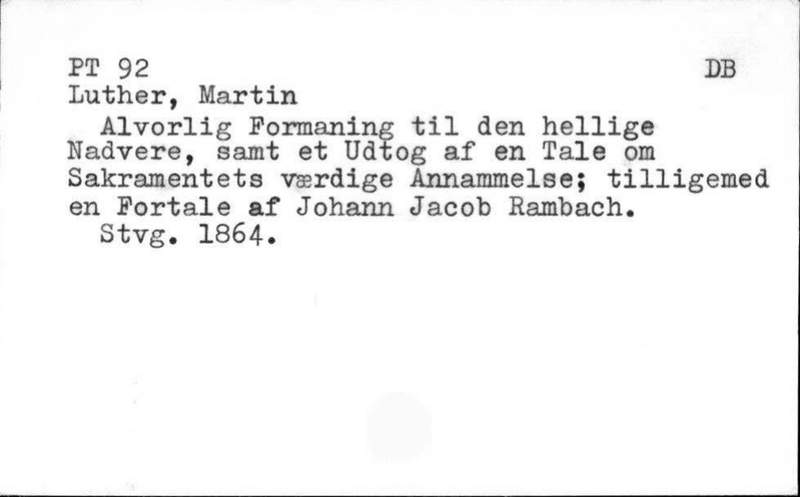 PT 92 DB
Luther, Martin
Alvorlig Formaning til den hellige
Nadvere, samt et Udtog af en Tale om
Sakramentets værdige Annammelse; tilligemed
en Fortale af Johann Jacob Rambach.
Stvg. 1864.